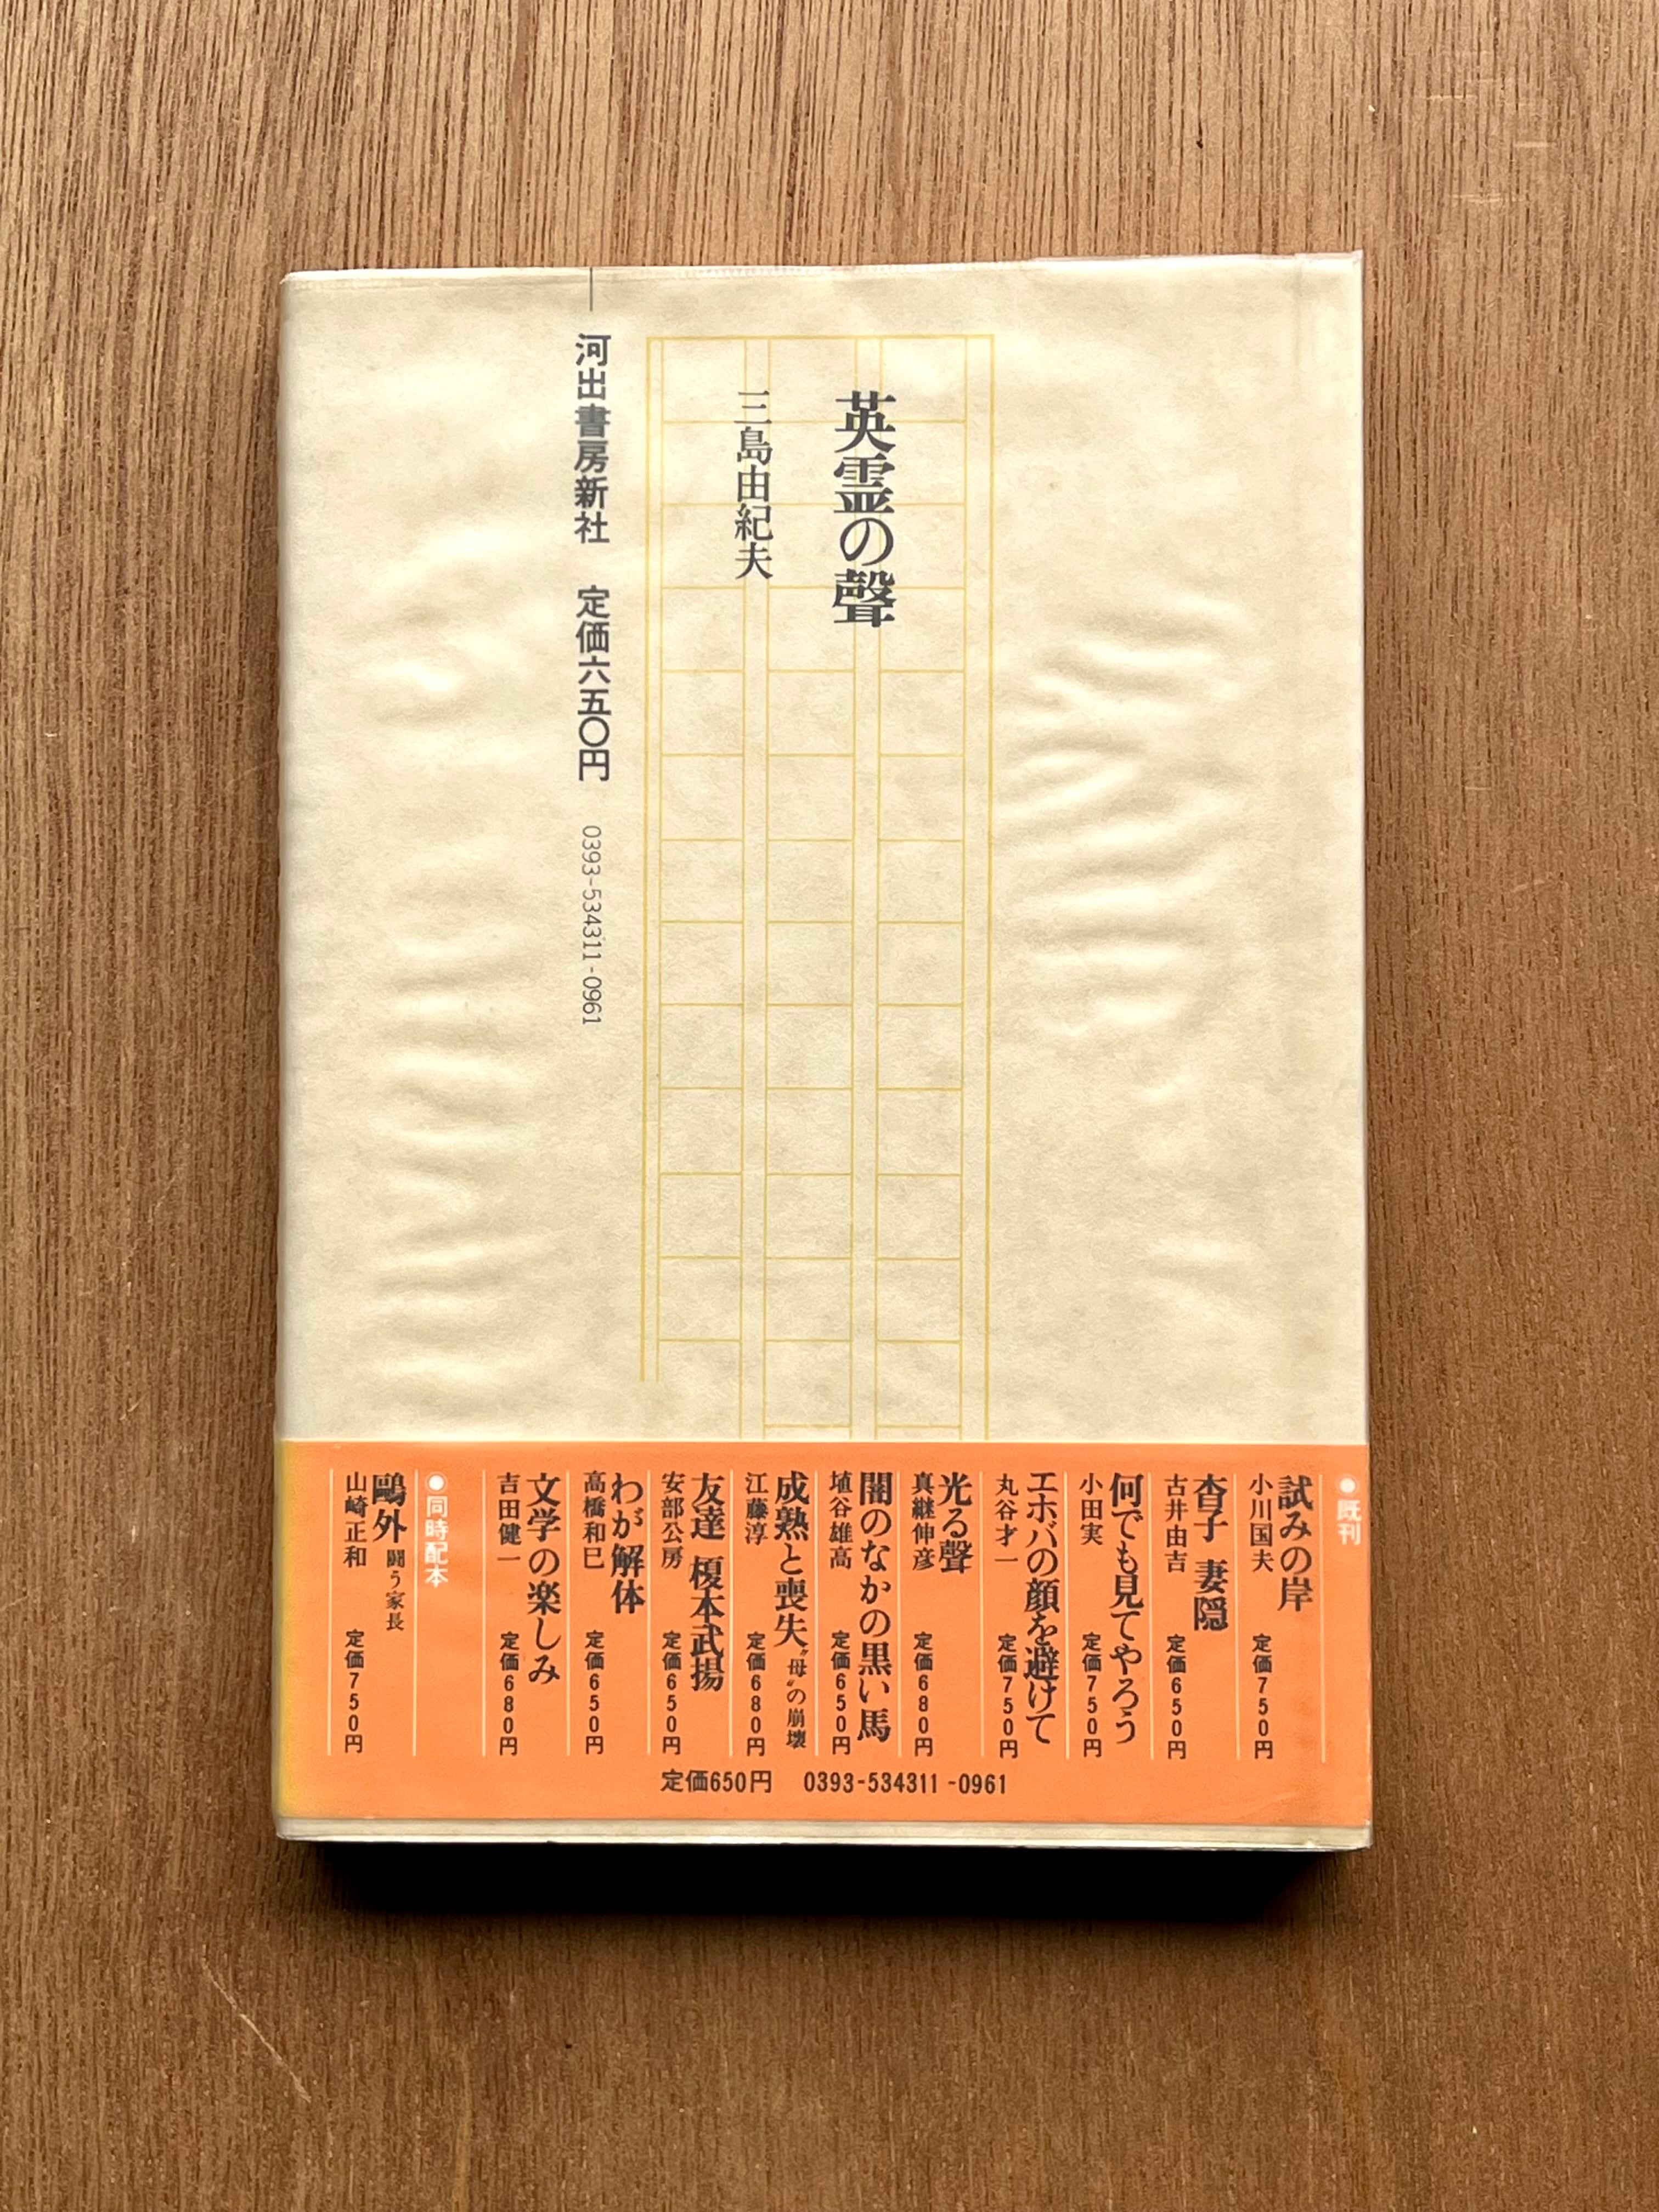 英霊の聲
三島由紀夫
河出書房新社 定価六五〇円 0393-534311-0961
●既刊
試みの岸
小川国夫 定価750円
杳子 妻隠
古井由吉 定価650円
何でも見てやろう
小田実 定価750円
エホバの顔を避けて
丸谷才一 定価750円
光る聲
真継伸彦 定価680円
闇のなかの黒い馬
埴谷雄高 定価650円
成熟と喪失 〝母〟の崩壊
江藤淳 定価680円
友達 榎本武揚
安部公房 定価650円
わが解体
高橋和巳 定価650円
文学の楽しみ
吉田健一 定価680円
●同時配本
鷗外 闘う家長
山崎正和 定価750円
定価650円 0393-534311-0961